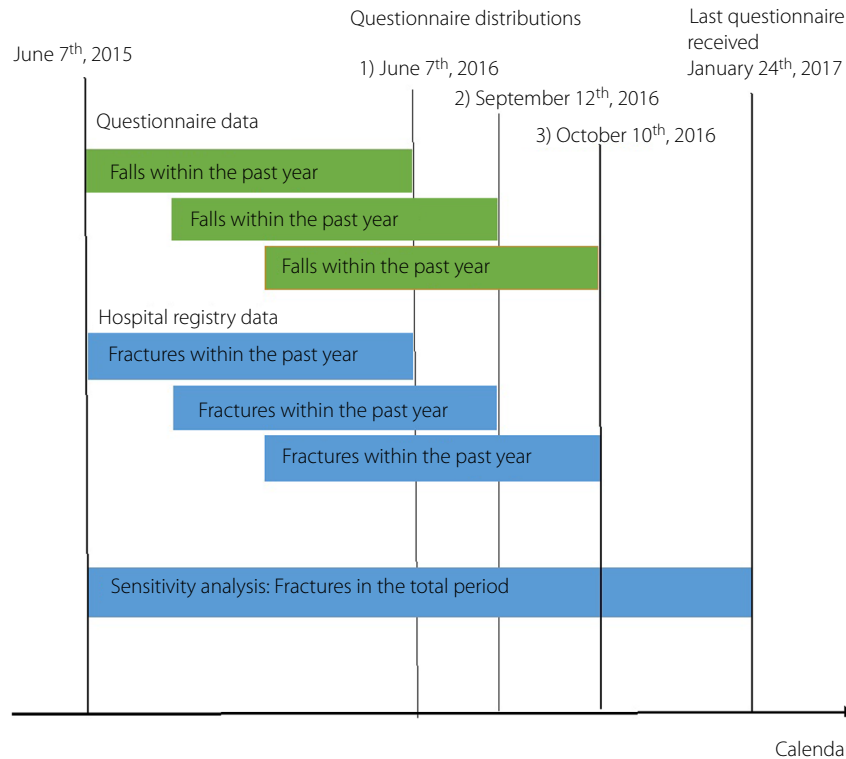 Questionnaire distributions
Last questionnaire
received
January 24th, 2017
June 7th, 2015
1) June 7th, 2016
2) September 12th, 2016
3) October 10th, 2016
Questionnaire data
Falls within the past year
Falls within the past year
Falls within the past year
Hospital registry data
Fractures within the past year
Fractures within the past year
Fractures within the past year
Sensitivity analysis: Fractures in the total period
Calenda